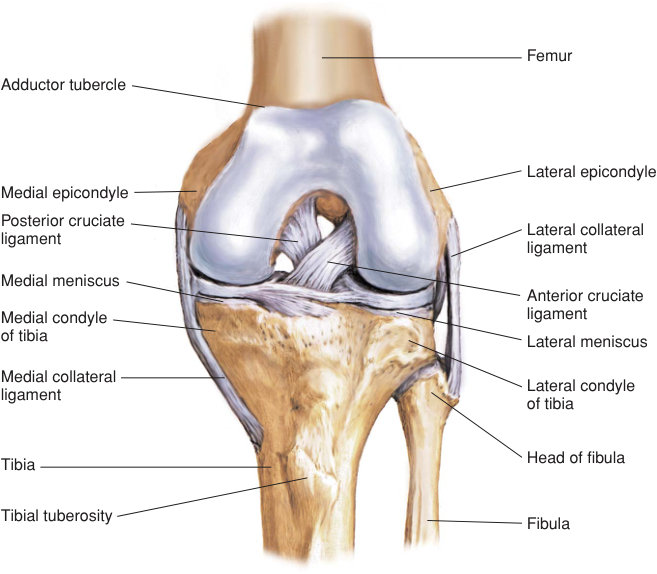 Adductor tubercle
Medial epicondyle
Posterior cruciate
ligament
Medial meniscus
Medial condyle
of tibia
Medial collateral
ligament
Tibia
Tibial tuberosity
Femur
Lateral epicondyle
Lateral collateral
ligament
Anterior cruciate
ligament
Lateral meniscus
Lateral condyle
of tibia
Head of fibula
Fibula